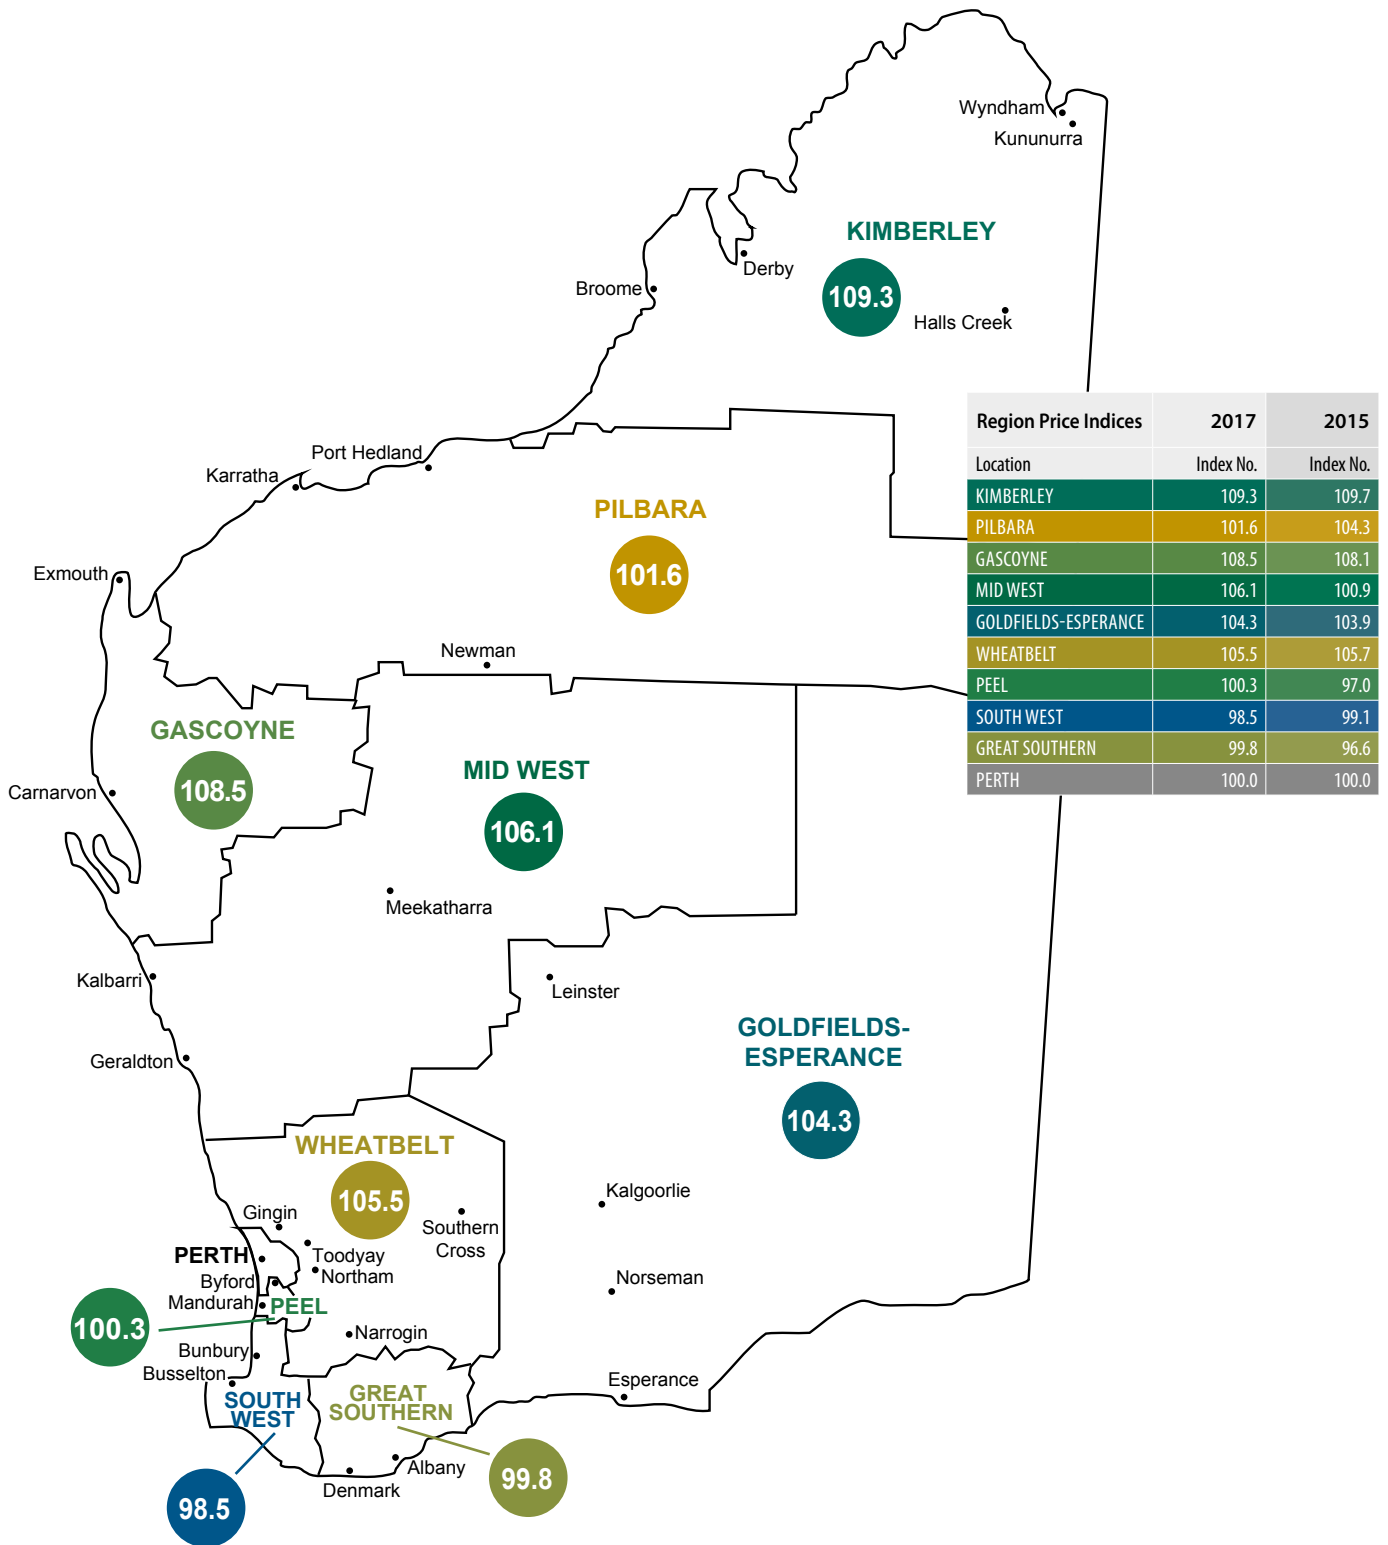 Wyndham
Kununurra
KIMBERLEY
Derby
109.3
Broome
Halls Creek
Region Price Indices 2017 2015
Location Index No. Index No.
KIMBERLEY 109.3 109.7
PILBARA 101.6 104.3
GASCOYNE 108.5 108.1
MID WEST 106.1 100.9
GOLDFIELDS-ESPERANCE 104.3 103.9
WHEATBELT 105.5 105.7
PEEL 100.3 97.0
SOUTH WEST 98.5 99.1
GREAT SOUTHERN 99.8 96.6
PERTH 100.0 100.0
Port Hedland
Karratha
PILBARA
101.6
Exmouth
Newman
GASCOYNE
108.5
MID WEST
106.1
Carnarvon
Meekatharra
Kalbarri
Leinster
GOLDFIELDS-
ESPERANCE
104.3
Geraldton
WHEATBELT
105.5
Kalgoorlie
Gingin
Southern
Cross
PERTH
Toodyay
Northam
Byford
Norseman
Mandurah
PEEL
100.3
Narrogin
Bunbury
Busselton
Esperance
SOUTH
WEST
GREAT
SOUTHERN
Albany
99.8
Denmark
98.5